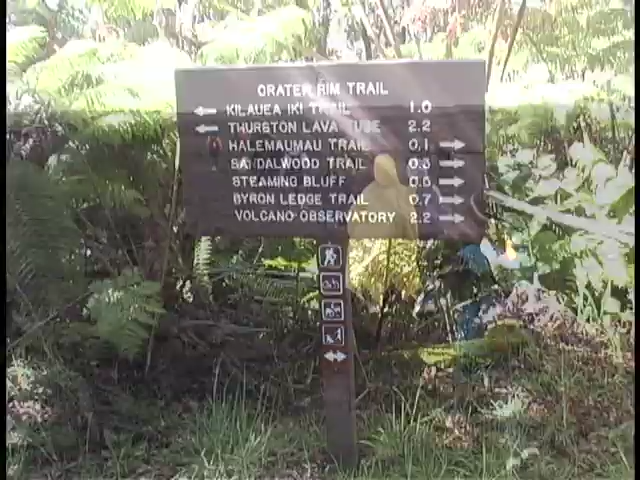 CRATER RIM TRAIL
KILAUEA IKI TRAIL 1.0
THURSTON LAVA TUBE 2.2
HALEMAUMAU TRAIL 0.1
SANDALWOOD TRAIL 0.3
STEAMING BLUFF 0.6
BYRON LEDGE TRAIL 0.7
VOLCANO OBSERVATORY 2.2